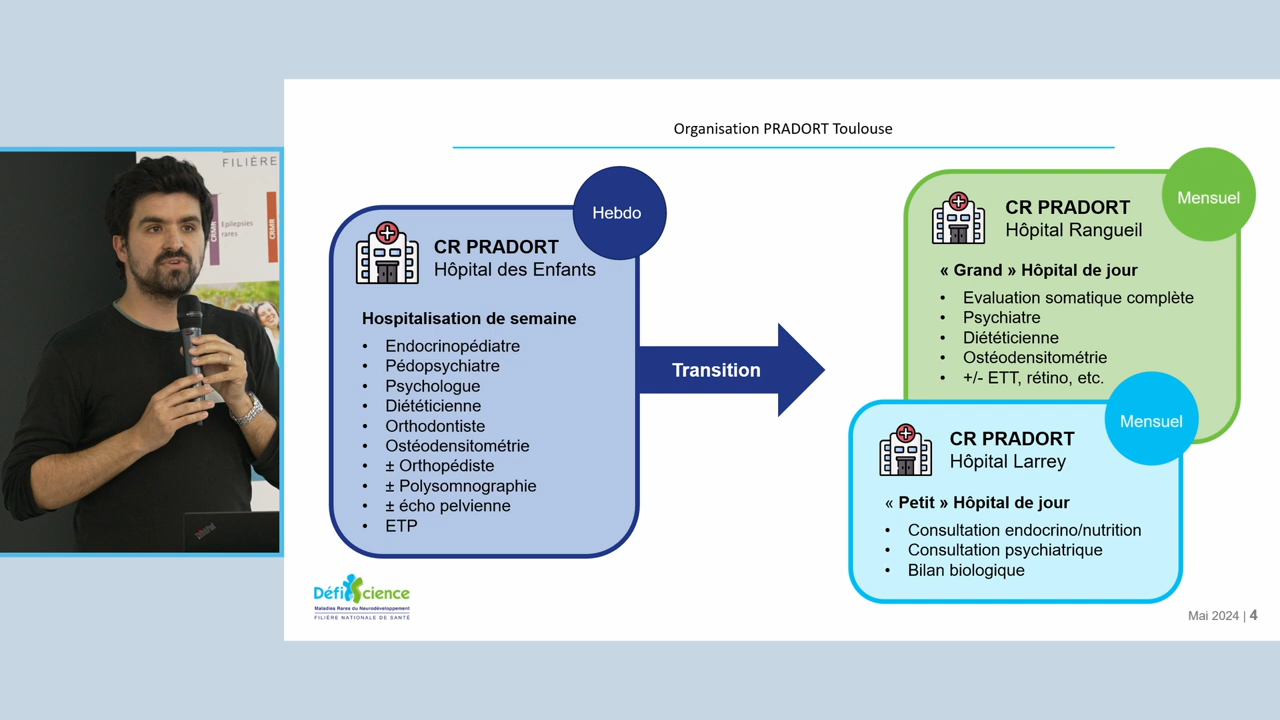 FILIÈRE
CRMR
Epilepsies
rares
CRMR
ThinkPad
Organisation PRADORT Toulouse
Hebdo
CR PRADORT
Hôpital des Enfants
Hospitalisation de semaine
• Endocrinopédiatre
• Pédopsychiatre
• Psychologue
• Diététicienne
• Orthodontiste
• Ostéodensitométrie
• ± Orthopédiste
• ± Polysomnographie
• ± écho pelvienne
• ETP
Transition
Mensuel
CR PRADORT
Hôpital Rangueil
« Grand » Hôpital de jour
• Evaluation somatique complète
• Psychiatre
• Diététicienne
• Ostéodensitométrie
• +/- ETT, rétino, etc.
Mensuel
CR PRADORT
Hôpital Larrey
« Petit » Hôpital de jour
• Consultation endocrino/nutrition
• Consultation psychiatrique
• Bilan biologique
DéfiScience
Maladies Rares du Neurodéveloppement
FILIÈRE NATIONALE DE SANTÉ
Mai 2024 | 4